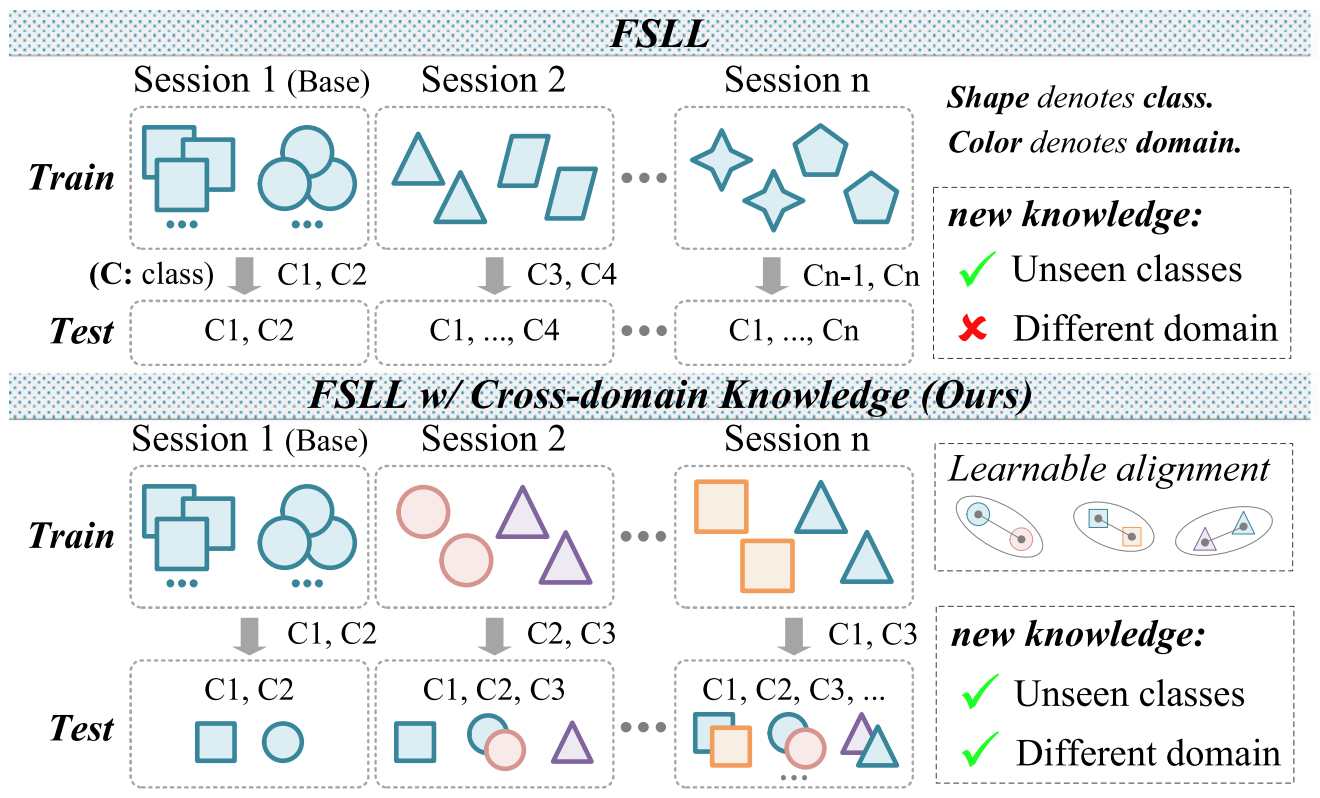 FSLL
Session 1 (Base)
Session 2
Session n
Shape denotes class.
Color denotes domain.
Train
new knowledge:
Unseen classes
Different domain
(C: class)
C1, C2
C3, C4
Cn-1, Cn
Test
C1, C2
C1, ..., C4
C1, ..., Cn
FSLL w/ Cross-domain Knowledge (Ours)
Session 1 (Base)
Session 2
Session n
Learnable alignment
Train
C1, C2
C2, C3
C1, C3
new knowledge:
Unseen classes
Different domain
Test
C1, C2
C1, C2, C3
C1, C2, C3, ...